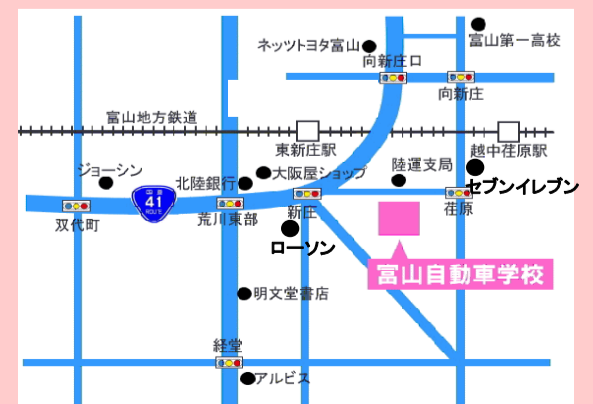 ネッツトヨタ富山
富山第一高校
向新庄口
向新庄
富山地方鉄道
東新庄駅
越中荏原駅
ジョーシン
北陸銀行
大阪屋ショップ
陸運支局
セブンイレブン
国道
41
ROUTE
双代町
荒川東部
新庄
荏原
ローソン
富山自動車学校
明文堂書店
経堂
アルビス